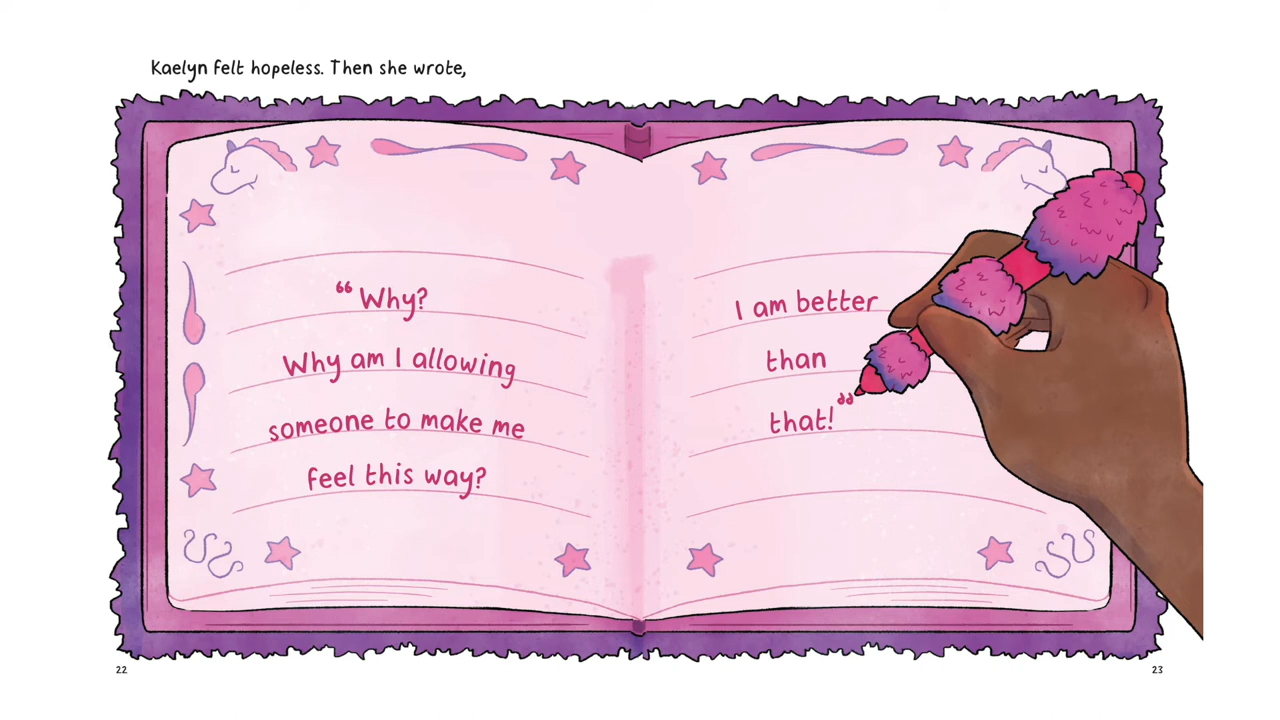 Kaelyn felt hopeless. Then she wrote,
“Why?
Why am I allowing
someone to make me
feel this way?
I am better
than
that!”
22
23